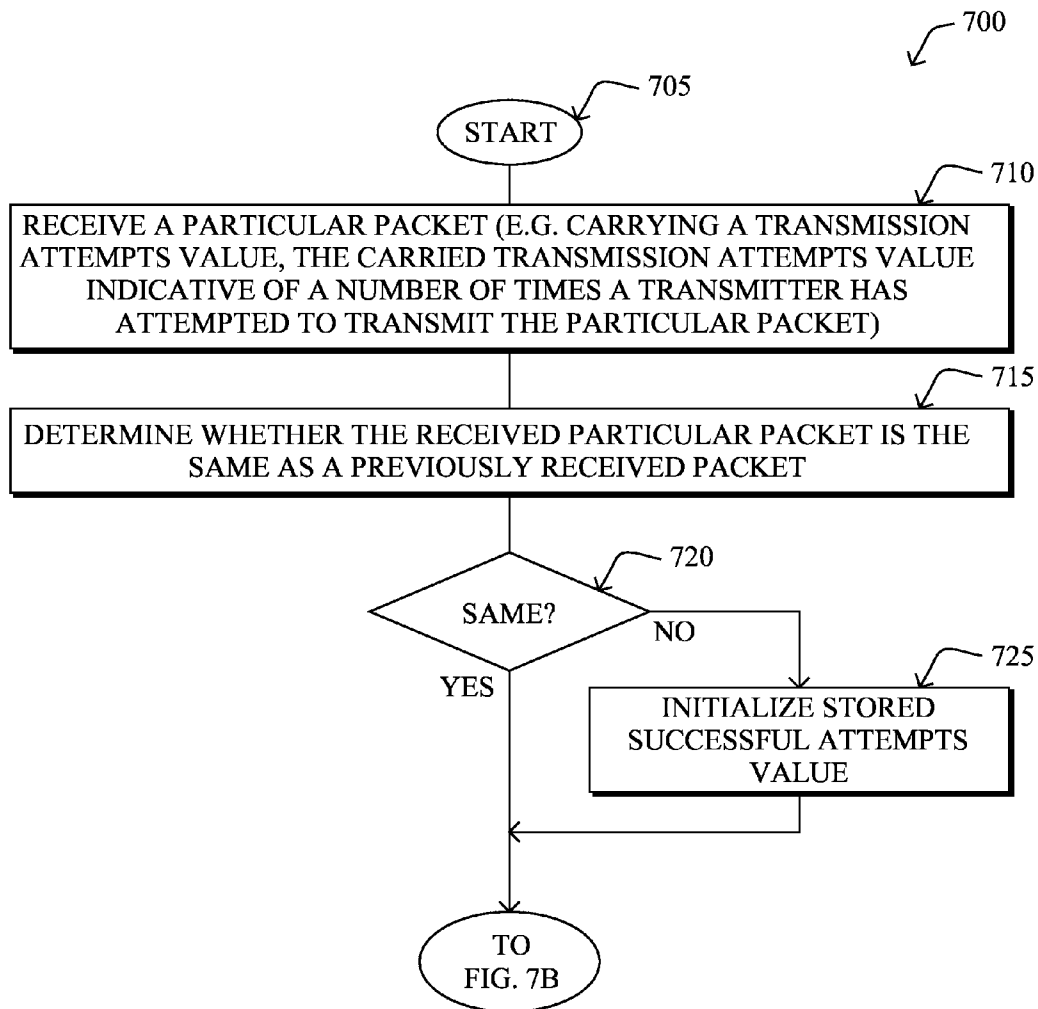 700
705
START
710
RECEIVE A PARTICULAR PACKET (E.G. CARRYING A TRANSMISSION
ATTEMPTS VALUE, THE CARRIED TRANSMISSION ATTEMPTS VALUE
INDICATIVE OF A NUMBER OF TIMES A TRANSMITTER HAS
ATTEMPTED TO TRANSMIT THE PARTICULAR PACKET)
715
DETERMINE WHETHER THE RECEIVED PARTICULAR PACKET IS THE
SAME AS A PREVIOUSLY RECEIVED PACKET
720
SAME?
NO
YES
725
INITIALIZE STORED
SUCCESSFUL ATTEMPTS
VALUE
TO
FIG. 7B